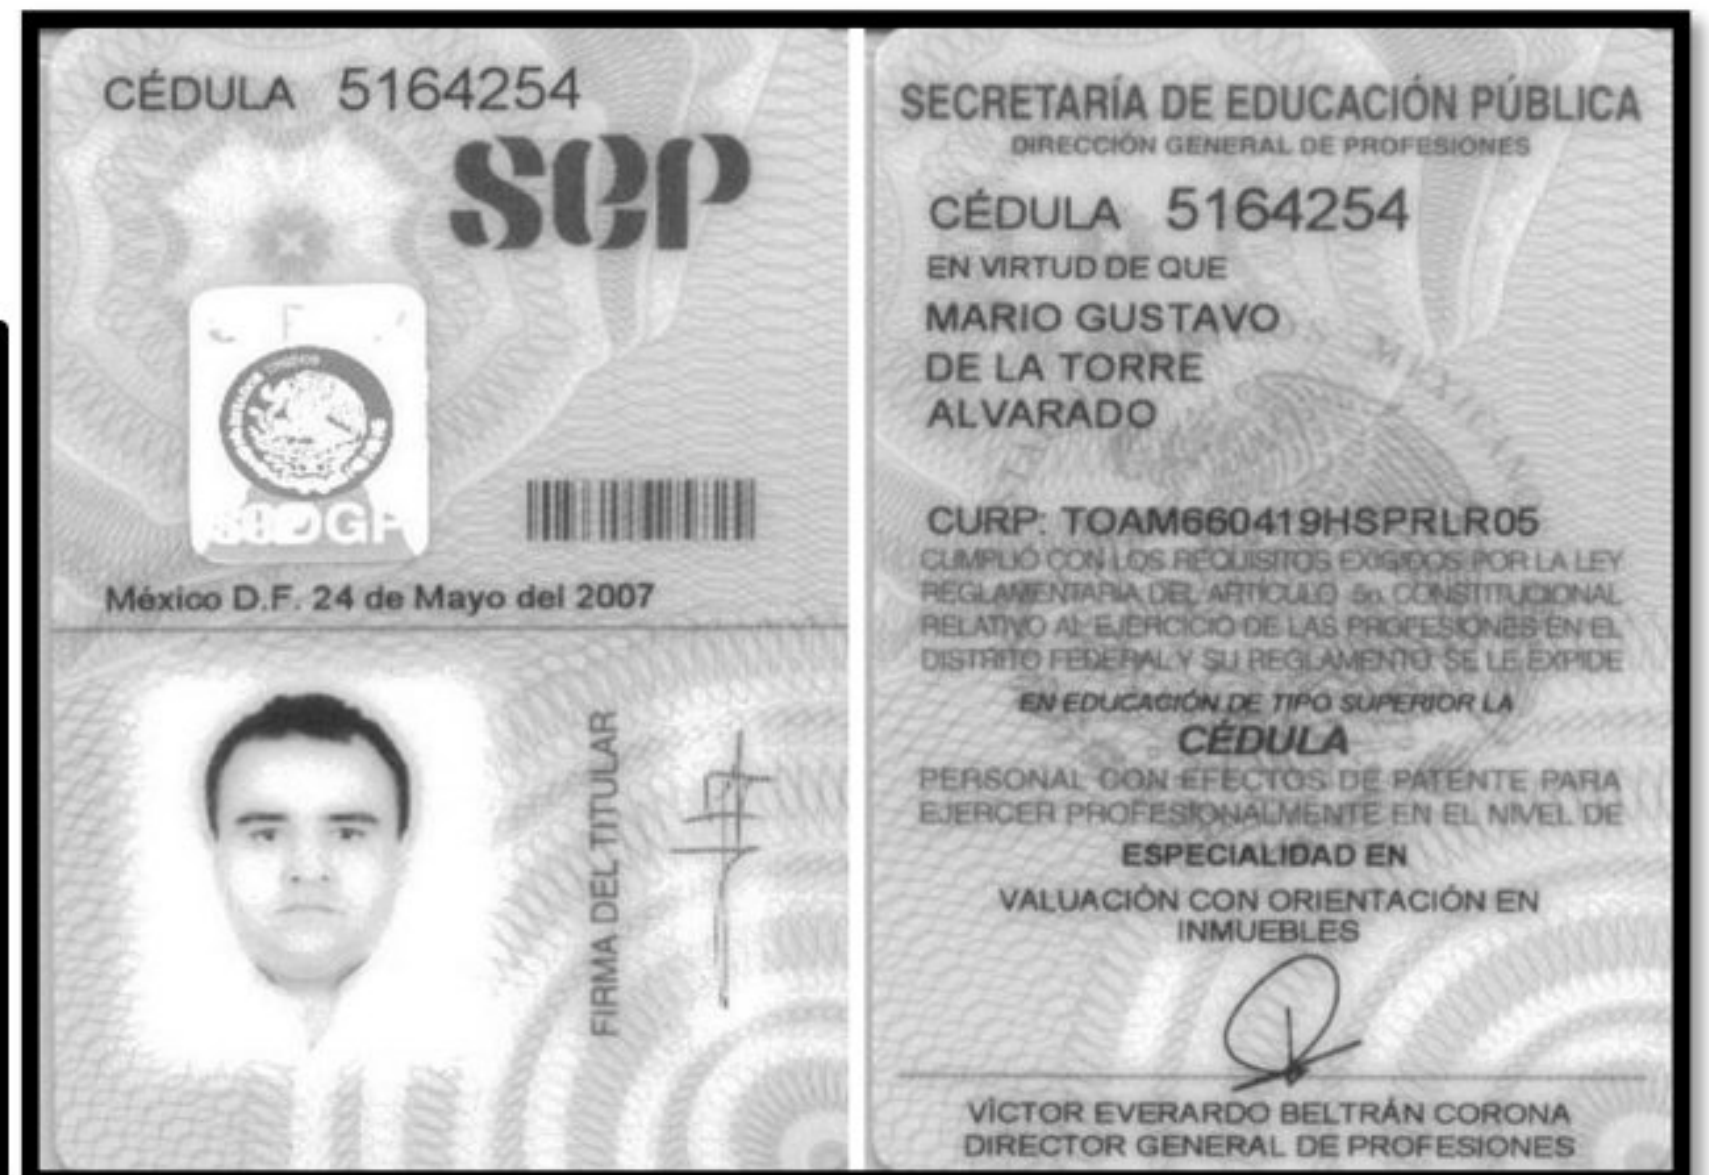 CÉDULA 5164254
sep
SEP DGP
México D.F. 24 de Mayo del 2007
FIRMA DEL TITULAR
SECRETARÍA DE EDUCACIÓN PÚBLICA
DIRECCIÓN GENERAL DE PROFESIONES
CÉDULA 5164254
EN VIRTUD DE QUE
MARIO GUSTAVO
DE LA TORRE
ALVARADO
CURP: TOAM660419HSPRLR05
CUMPLIÓ CON LOS REQUISITOS EXIGIDOS POR LA LEY
REGLAMENTARIA DEL ARTÍCULO 5o. CONSTITUCIONAL
RELATIVO AL EJERCICIO DE LAS PROFESIONES EN EL
DISTRITO FEDERAL Y SU REGLAMENTO SE LE EXPIDE
EN EDUCACIÓN DE TIPO SUPERIOR LA
CÉDULA
PERSONAL CON EFECTOS DE PATENTE PARA
EJERCER PROFESIONALMENTE EN EL NIVEL DE
ESPECIALIDAD EN
VALUACIÓN CON ORIENTACIÓN EN
INMUEBLES
VÍCTOR EVERARDO BELTRÁN CORONA
DIRECTOR GENERAL DE PROFESIONES